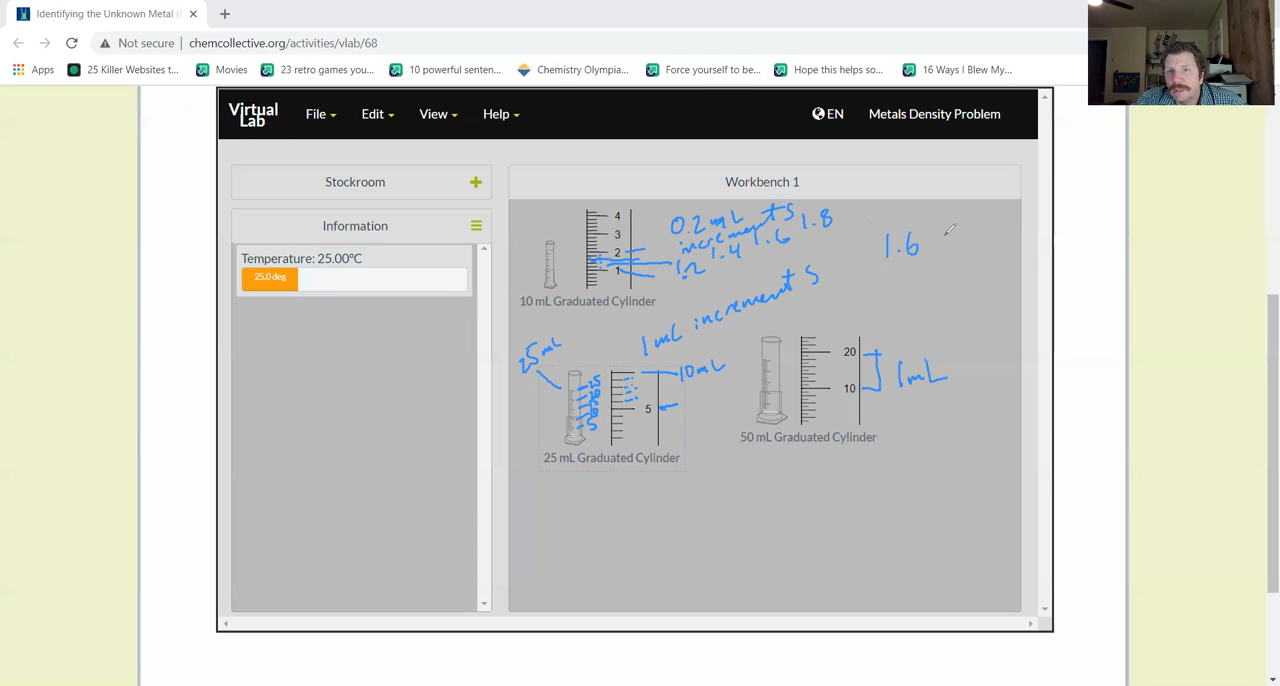 Identifying the Unknown Metal (
Not secure | chemcollective.org/activities/vlab/68
Apps 25 Killer Websites t... Movies 23 retro games you... 10 powerful senten... Chemistry Olympia... Force yourself to be... Hope this helps so... 16 Ways I Blew My...
Virtual Lab
File Edit View Help EN Metals Density Problem
Stockroom
Information
Temperature: 25.00°C
25.0 deg
Workbench 1
4
3
2
1
10 mL Graduated Cylinder
0.2 mL increments
1.2 1.4 1.6 1.8
1.6
1 mL increments
25 mL
25
20
5
10 mL
5
25 mL Graduated Cylinder
20
10
1 mL
50 mL Graduated Cylinder